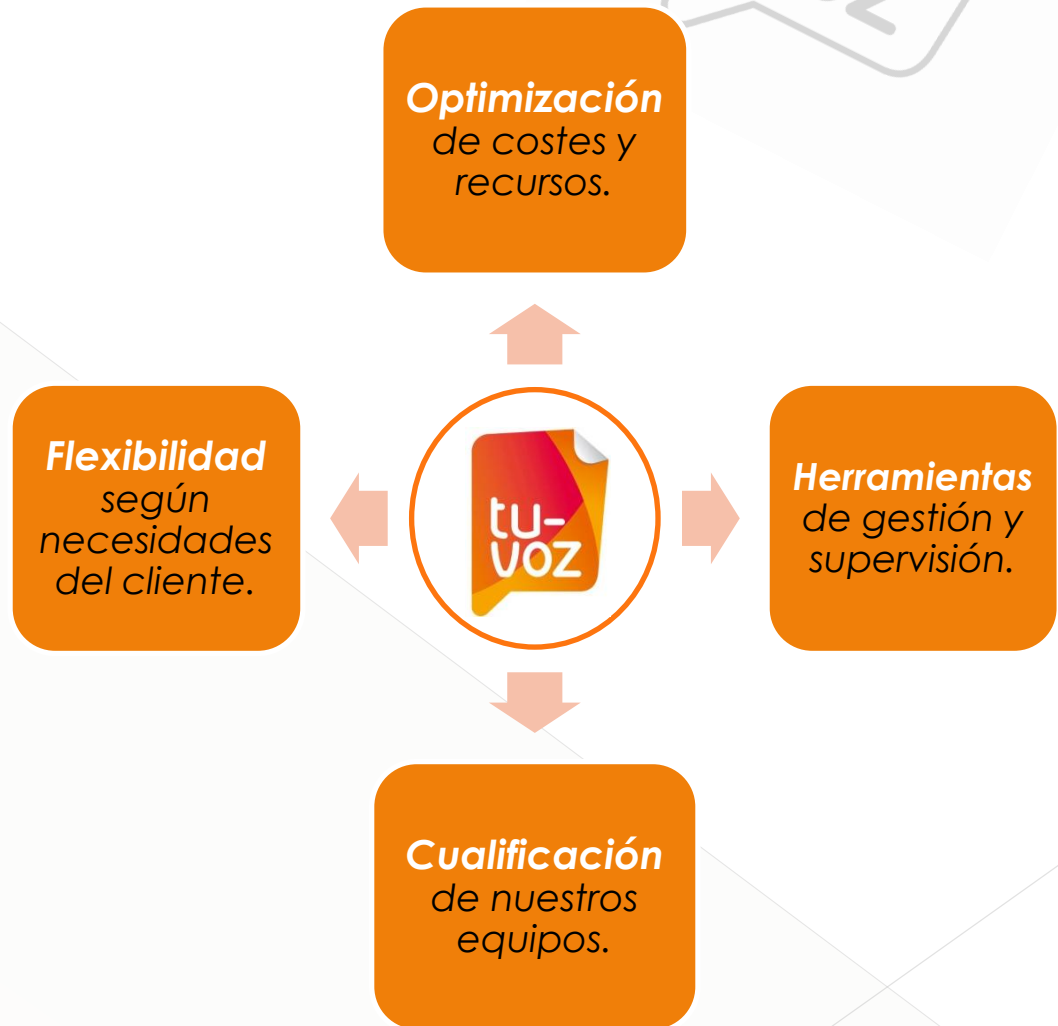 Optimización
de costes y
recursos.
Flexibilidad
según
necesidades
del cliente.
tu-
voz
Herramientas
de gestión y
supervisión.
Cualificación
de nuestros
equipos.